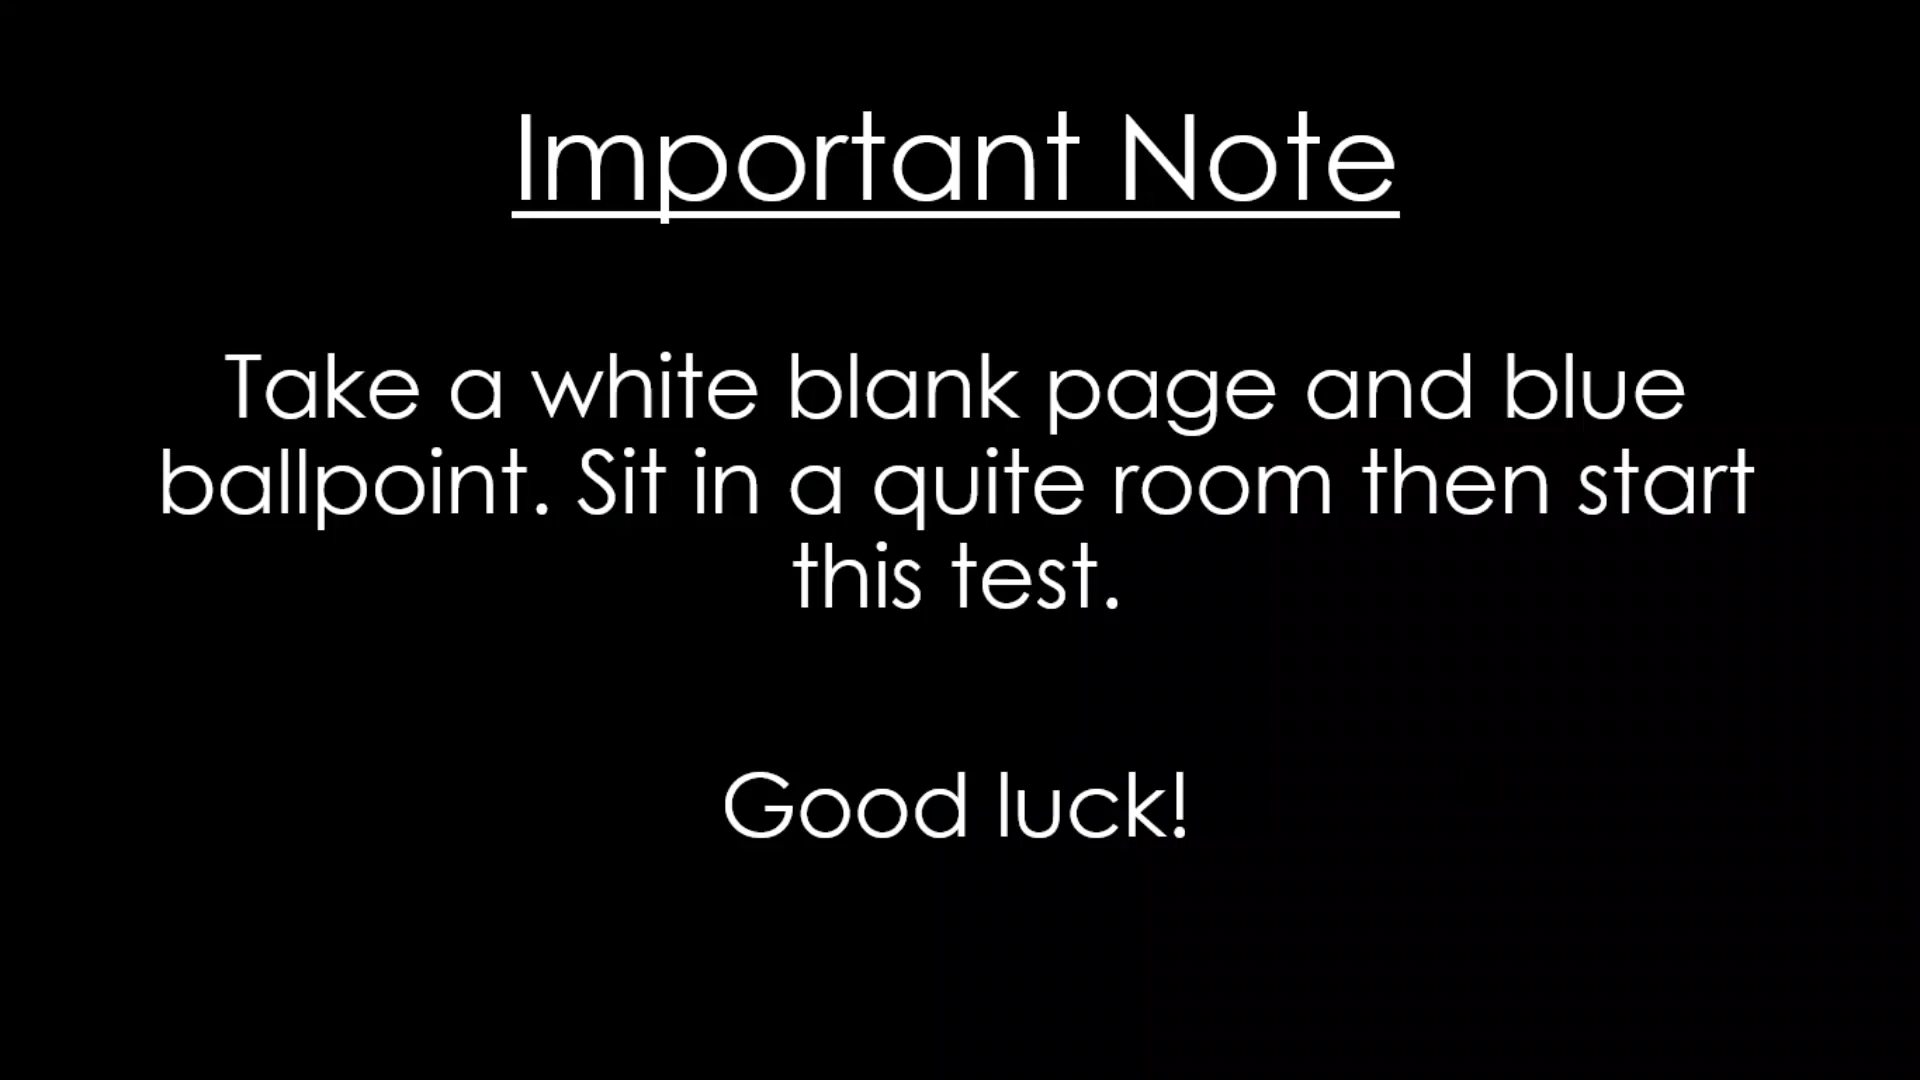 Important Note
Take a white blank page and blue
ballpoint. Sit in a quite room then start
this test.
Good luck!